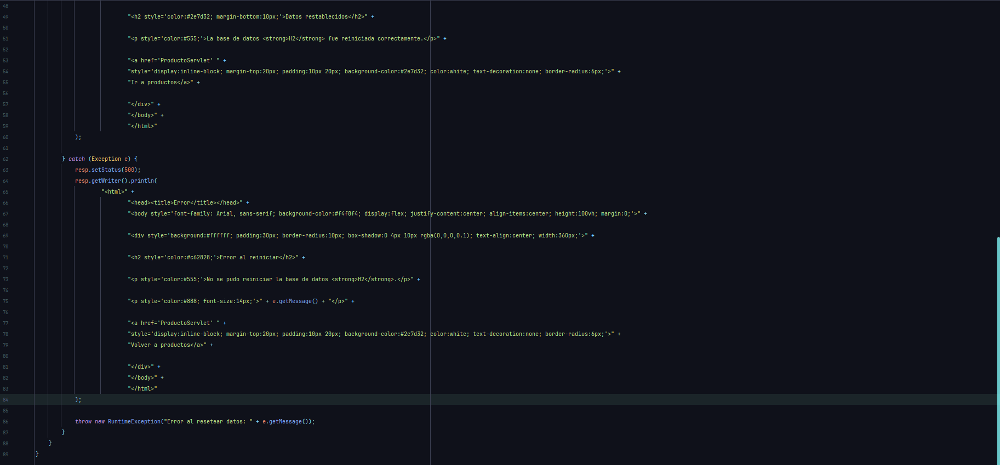 48
49 "<h2 style='color:#2e7d32; margin-bottom:10px;'>Datos restablecidos</h2>" +
50
51 "<p style='color:#555;'>La base de datos <strong>H2</strong> fue reiniciada correctamente.</p>" +
52
53 "<a href='ProductoServlet' " +
54 "style='display:inline-block; margin-top:20px; padding:10px 20px; background-color:#2e7d32; color:white; text-decoration:none; border-radius:6px;'>" +
55 "Ir a productos</a>" +
56
57 "</div>" +
58 "</body>" +
59 "</html>"
60 );
61
62 } catch (Exception e) {
63 resp.setStatus(500);
64 resp.getWriter().println(
65 "<html>" +
66 "<head><title>Error</title></head>" +
67 "<body style='font-family: Arial, sans-serif; background-color:#f4f8f4; display:flex; justify-content:center; align-items:center; height:100vh; margin:0;'>" +
68
69 "<div style='background:#ffffff; padding:30px; border-radius:10px; box-shadow:0 4px 10px rgba(0,0,0,0.1); text-align:center; width:360px;'>" +
70
71 "<h2 style='color:#c62828;'>Error al reiniciar</h2>" +
72
73 "<p style='color:#555;'>No se pudo reiniciar la base de datos <strong>H2</strong>.</p>" +
74
75 "<p style='color:#888; font-size:14px;'>" + e.getMessage() + "</p>" +
76
77 "<a href='ProductoServlet' " +
78 "style='display:inline-block; margin-top:20px; padding:10px 20px; background-color:#2e7d32; color:white; text-decoration:none; border-radius:6px;'>" +
79 "Volver a productos</a>" +
80
81 "</div>" +
82 "</body>" +
83 "</html>"
84 );
85
86 throw new RuntimeException("Error al resetear datos: " + e.getMessage());
87 }
88 }
89 }